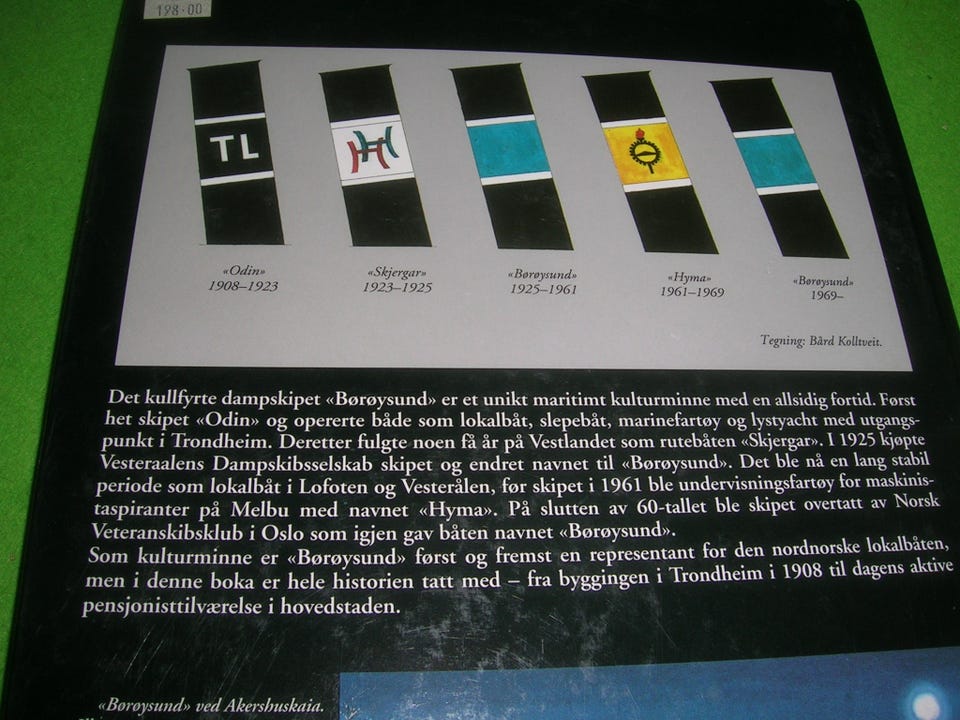 198.00
TL
«Odin»
1908–1923
«Skjergar»
1923–1925
«Børøysund»
1925–1961
«Hyma»
1961–1969
«Børøysund»
1969–
Tegning: Bård Kolltveit.
Det kullfyrte dampskipet «Børøysund» er et unikt maritimt kulturminne med en allsidig fortid. Først
het skipet «Odin» og opererte både som lokalbåt, slepebåt, marinefartøy og lystyacht med utgangs-
punkt i Trondheim. Deretter fulgte noen få år på Vestlandet som rutebåten «Skjergar». I 1925 kjøpte
Vesteraalens Dampskibsselskab skipet og endret navnet til «Børøysund». Det ble nå en lang stabil
periode som lokalbåt i Lofoten og Vesterålen, før skipet i 1961 ble undervisningsfartøy for maskinis-
taspiranter på Melbu med navnet «Hyma». På slutten av 60-tallet ble skipet overtatt av Norsk
Veteranskibsklub i Oslo som igjen gav båten navnet «Børøysund».
Som kulturminne er «Børøysund» først og fremst en representant for den nordnorske lokalbåten,
men i denne boka er hele historien tatt med – fra byggingen i Trondheim i 1908 til dagens aktive
pensjonisttilværelse i hovedstaden.
«Børøysund» ved Akershuskaia.